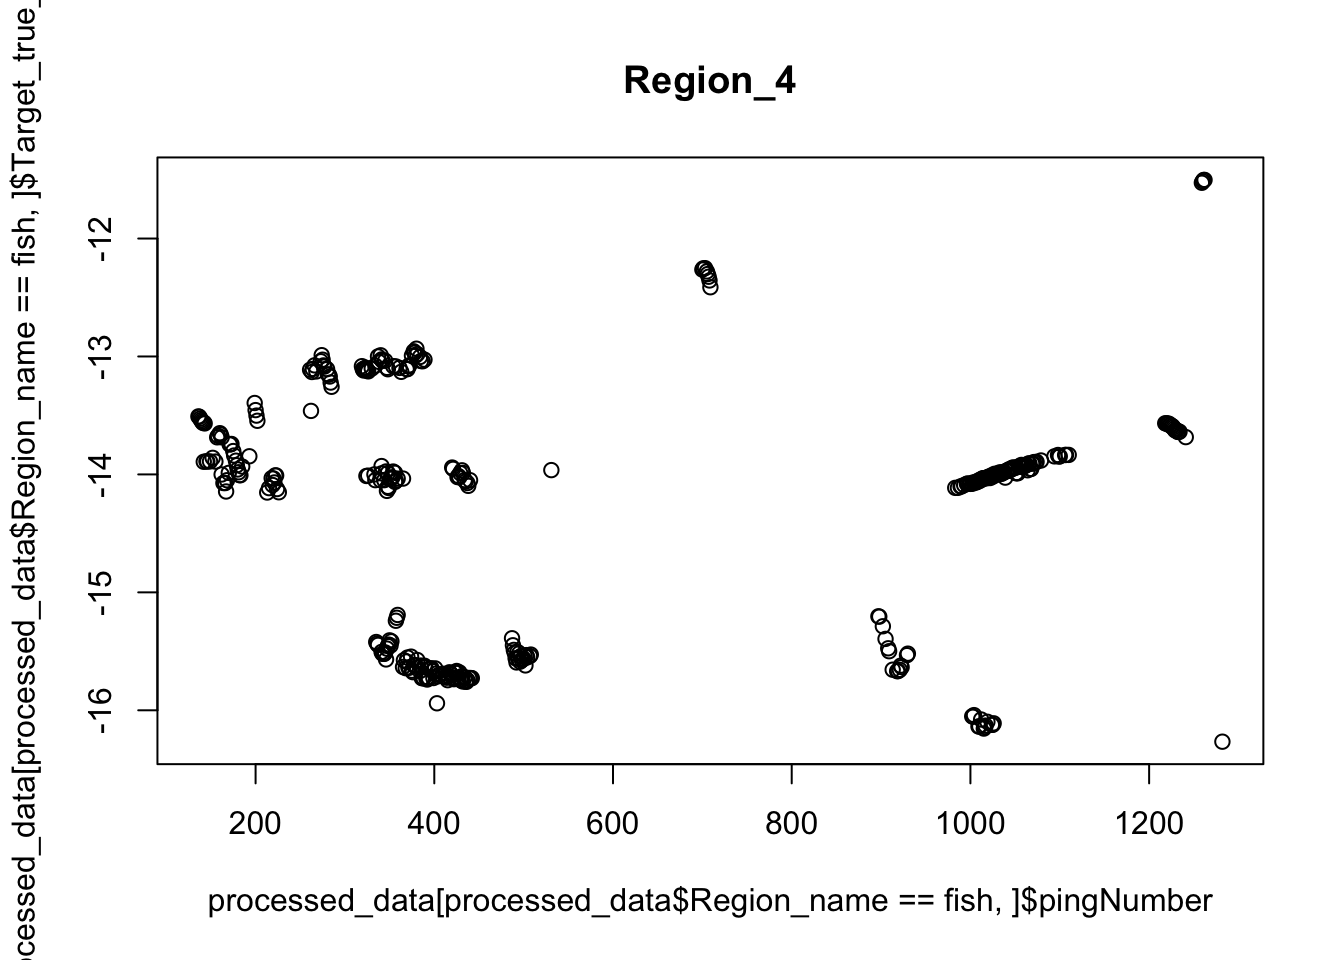 Region_4
ocessed_data[processed_data$Region_name == fish, ]$Target_true_
-12
-13
-14
-15
-16
200 400 600 800 1000 1200
processed_data[processed_data$Region_name == fish, ]$pingNumber